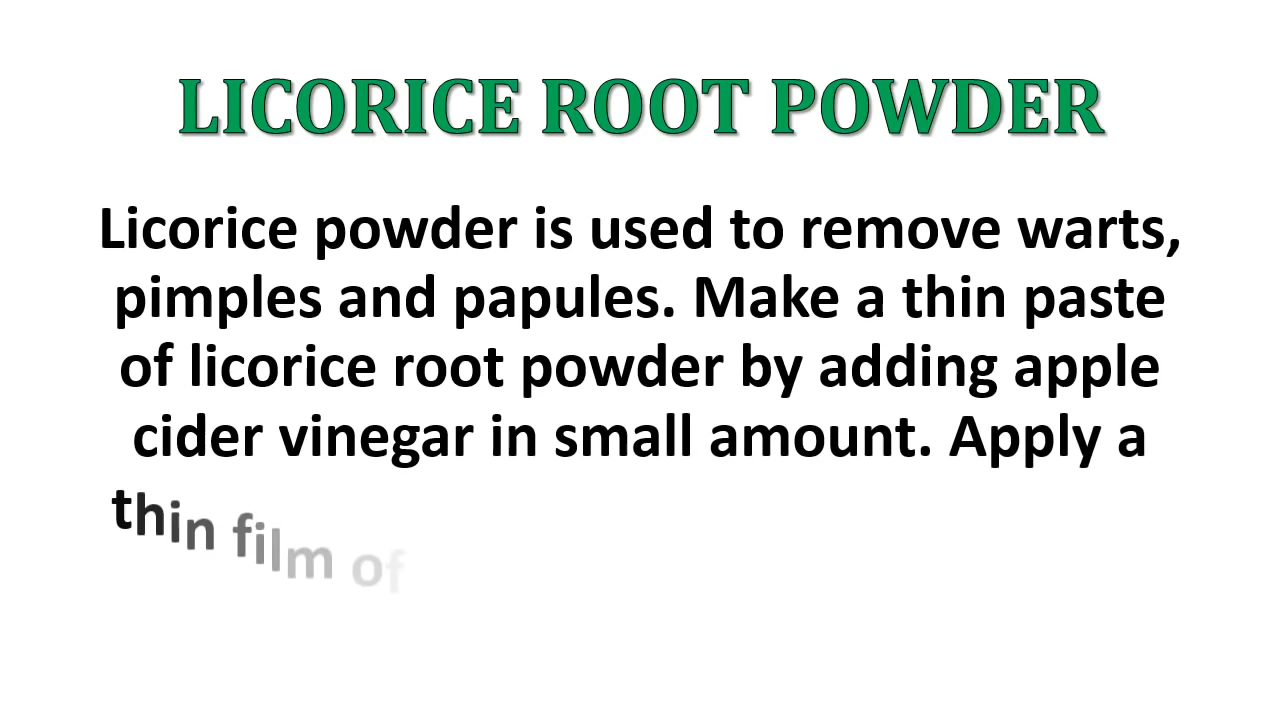 LICORICE ROOT POWDER
Licorice powder is used to remove warts,
pimples and papules. Make a thin paste
of licorice root powder by adding apple
cider vinegar in small amount. Apply a
thin film of